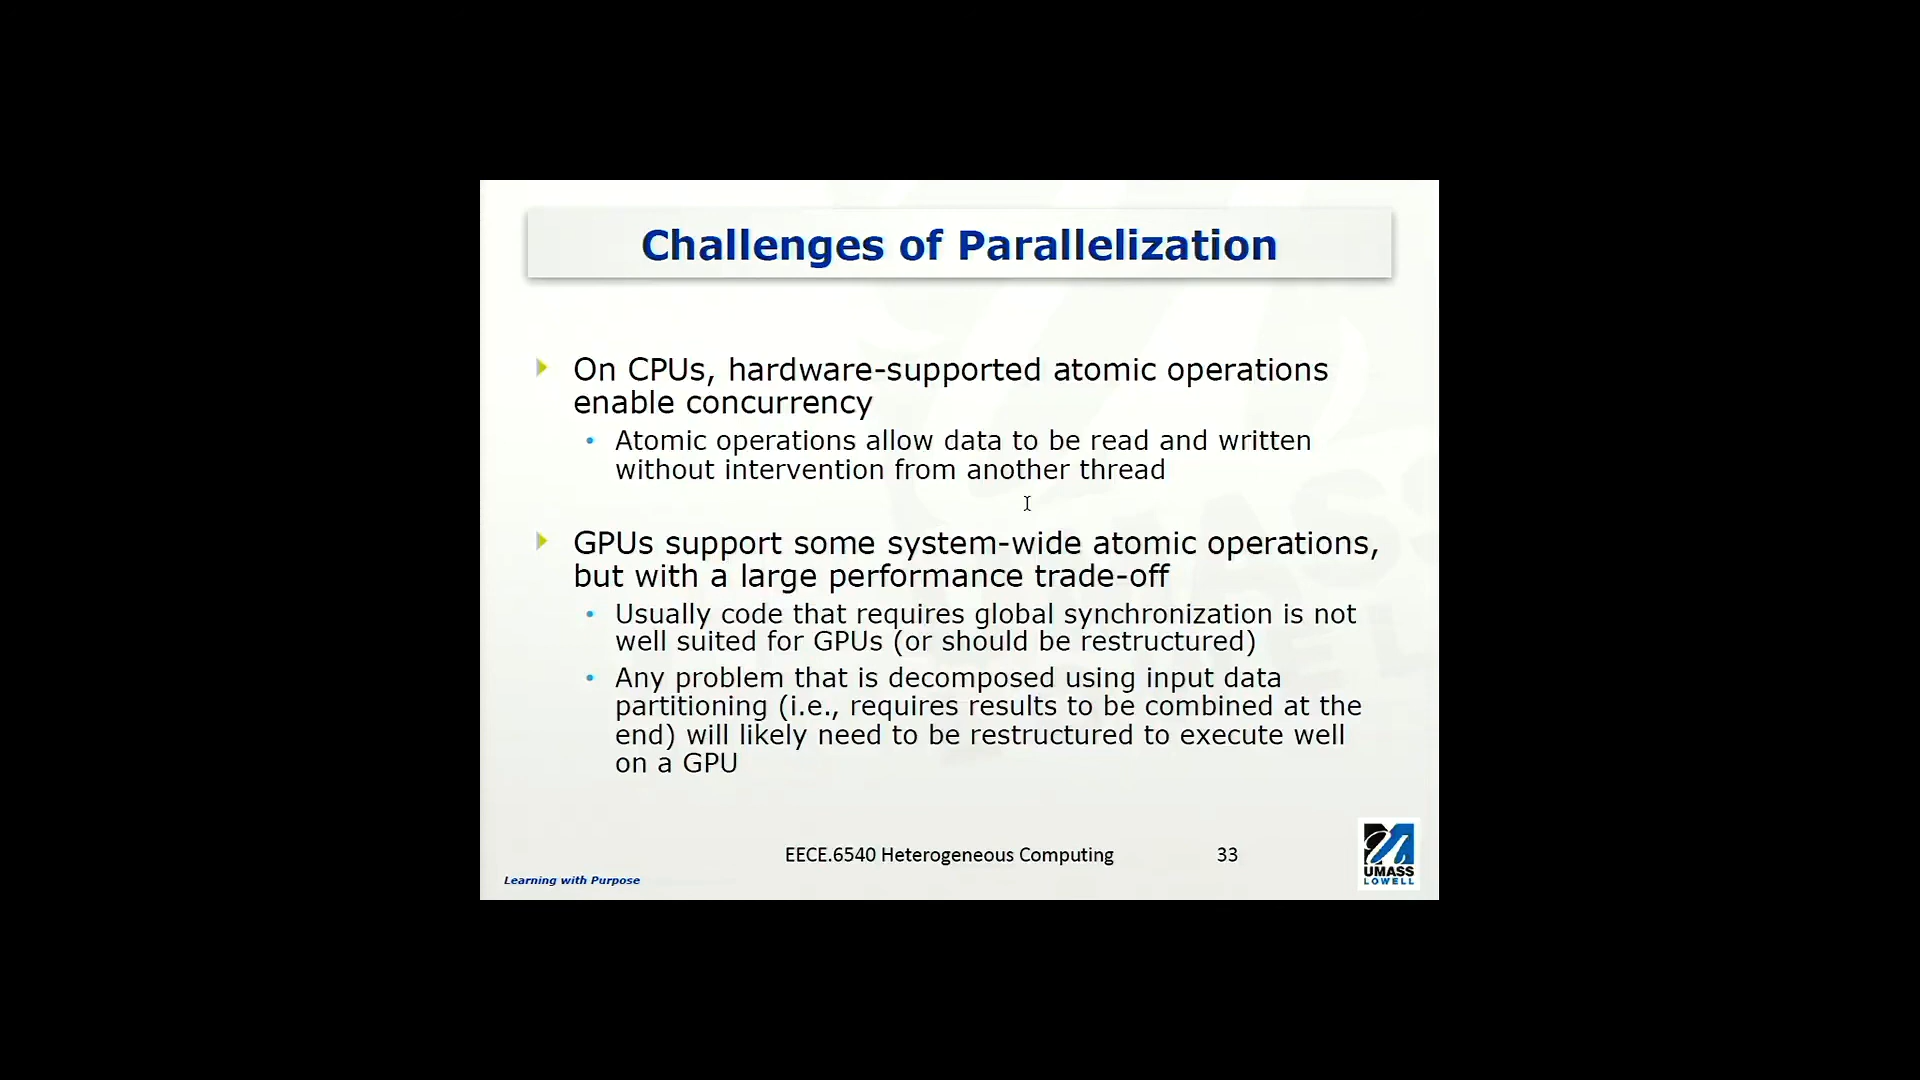 Challenges of Parallelization
On CPUs, hardware-supported atomic operations
enable concurrency
Atomic operations allow data to be read and written
without intervention from another thread
GPUs support some system-wide atomic operations,
but with a large performance trade-off
Usually code that requires global synchronization is not
well suited for GPUs (or should be restructured)
Any problem that is decomposed using input data
partitioning (i.e., requires results to be combined at the
end) will likely need to be restructured to execute well
on a GPU
EECE.6540 Heterogeneous Computing 33
UMASS
LOWELL
Learning with Purpose